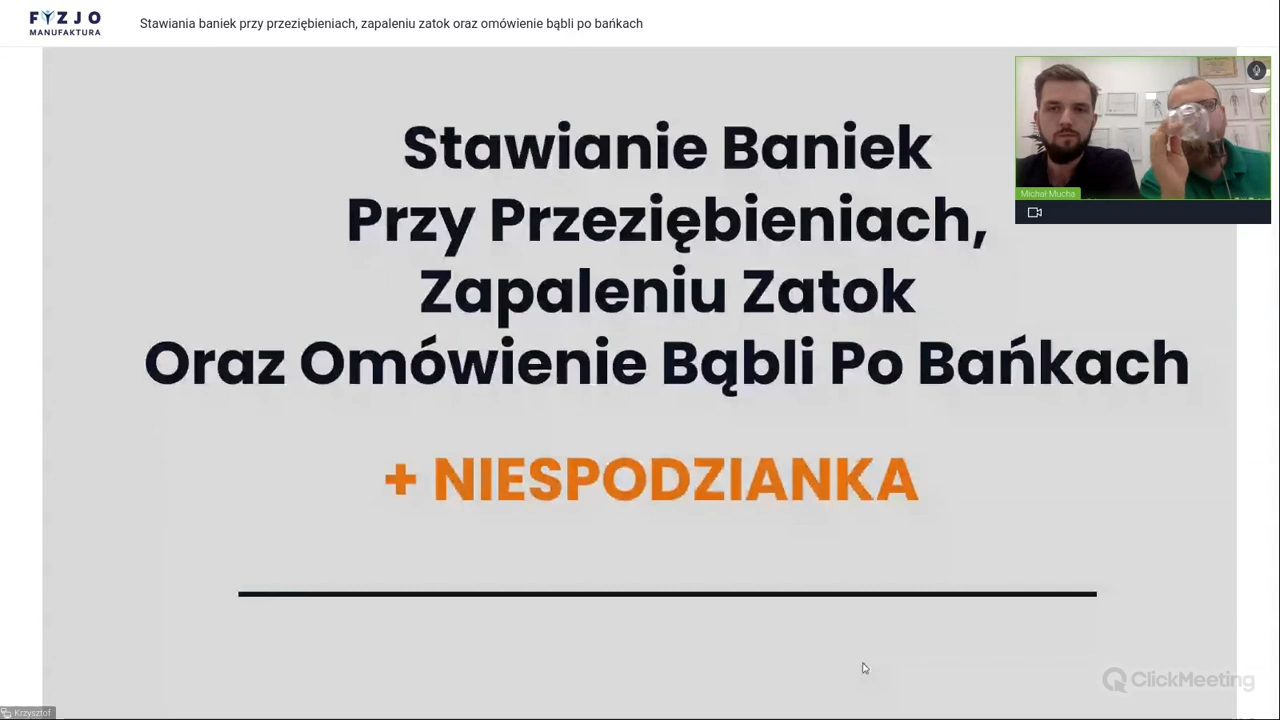 FYZJO
MANUFAKTURA
Stawiania baniek przy przeziębieniach, zapaleniu zatok oraz omówienie bąbli po bańkach
Michał Mucha
Stawianie Baniek
Przy Przeziębieniach,
Zapaleniu Zatok
Oraz Omówienie Bąbli Po Bańkach
+ NIESPODZIANKA
ClickMeeting
Krzysztof